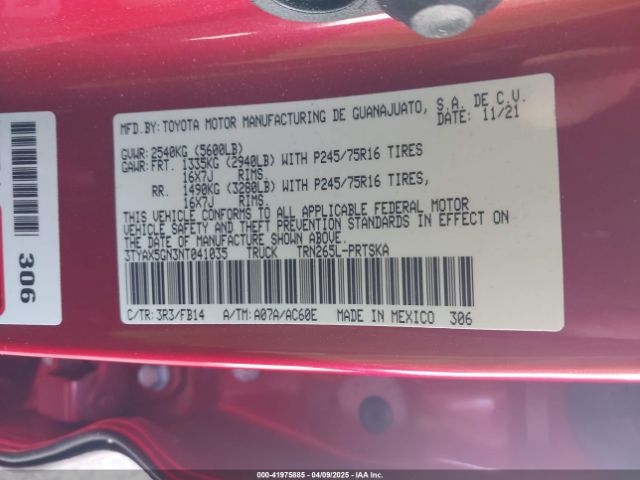 MFD.BY: TOYOTA MOTOR MANUFACTURING DE GUANAJUATO, S.A. DE C.V.
DATE: 11/21
GVWR: 2540KG (5600LB)
GAWR: FRT. 1335KG (2940LB) WITH P245/75R16 TIRES
16X7J RIMS,
RR. 1490KG (3280LB) WITH P245/75R16 TIRES,
16X7J RIMS.
THIS VEHICLE CONFORMS TO ALL APPLICABLE FEDERAL MOTOR
VEHICLE SAFETY AND THEFT PREVENTION STANDARDS IN EFFECT ON
THE DATE OF MANUFACTURE SHOWN ABOVE.
3TYAX5GN3NT041035 TRUCK TRN265L-PRTSKA
C/TR: 3R3/FB14 A/TM: A07A/AC60E MADE IN MEXICO 306
306
000-41975885 - 04/09/2025 - IAAI.COM